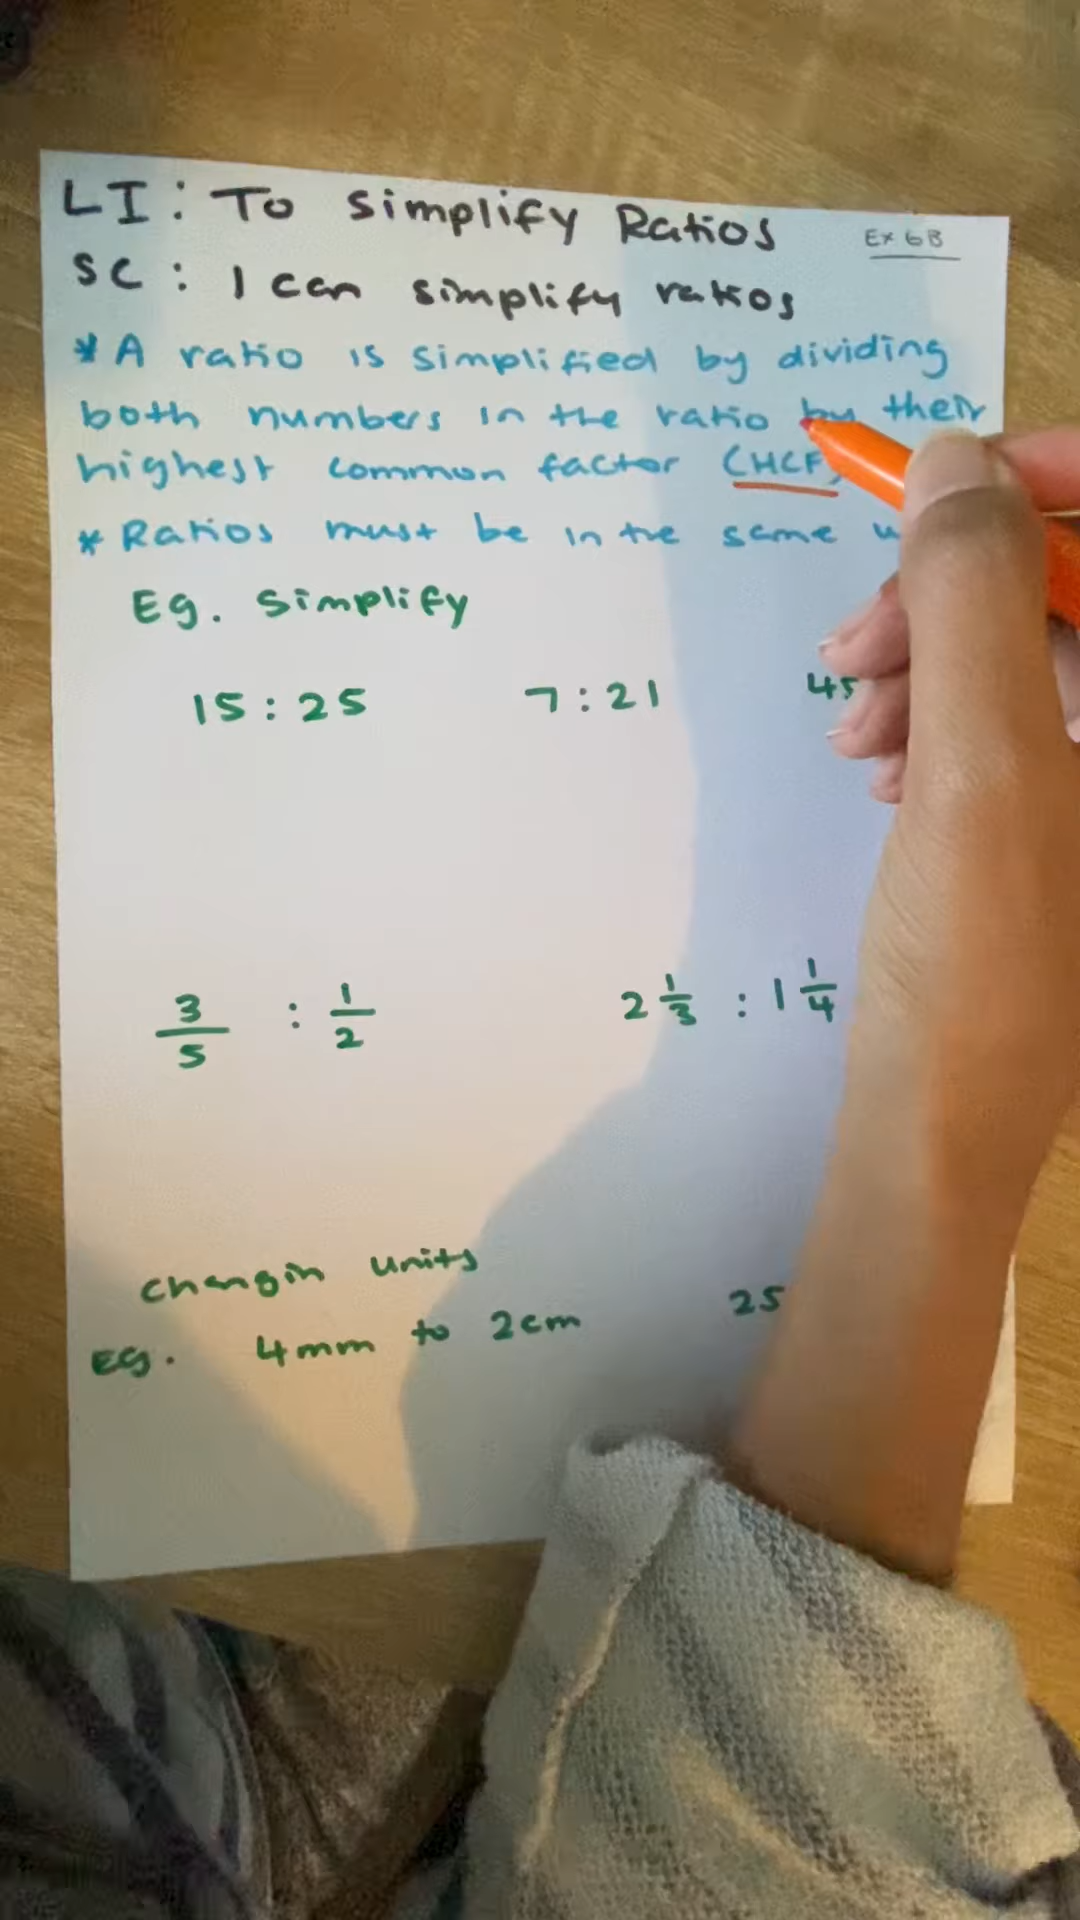 LI: To Simplify Ratios
Ex 6B
SC: I can simplify ratios
* A ratio is simplified by dividing
both numbers in the ratio by their
highest common factor (HCF)
* Ratios must be in the same
Eg. Simplify
15:25 7:21 45
3/5 : 1/2 2 1/3 : 1 1/4
Changin units
EG. 4mm to 2cm 25